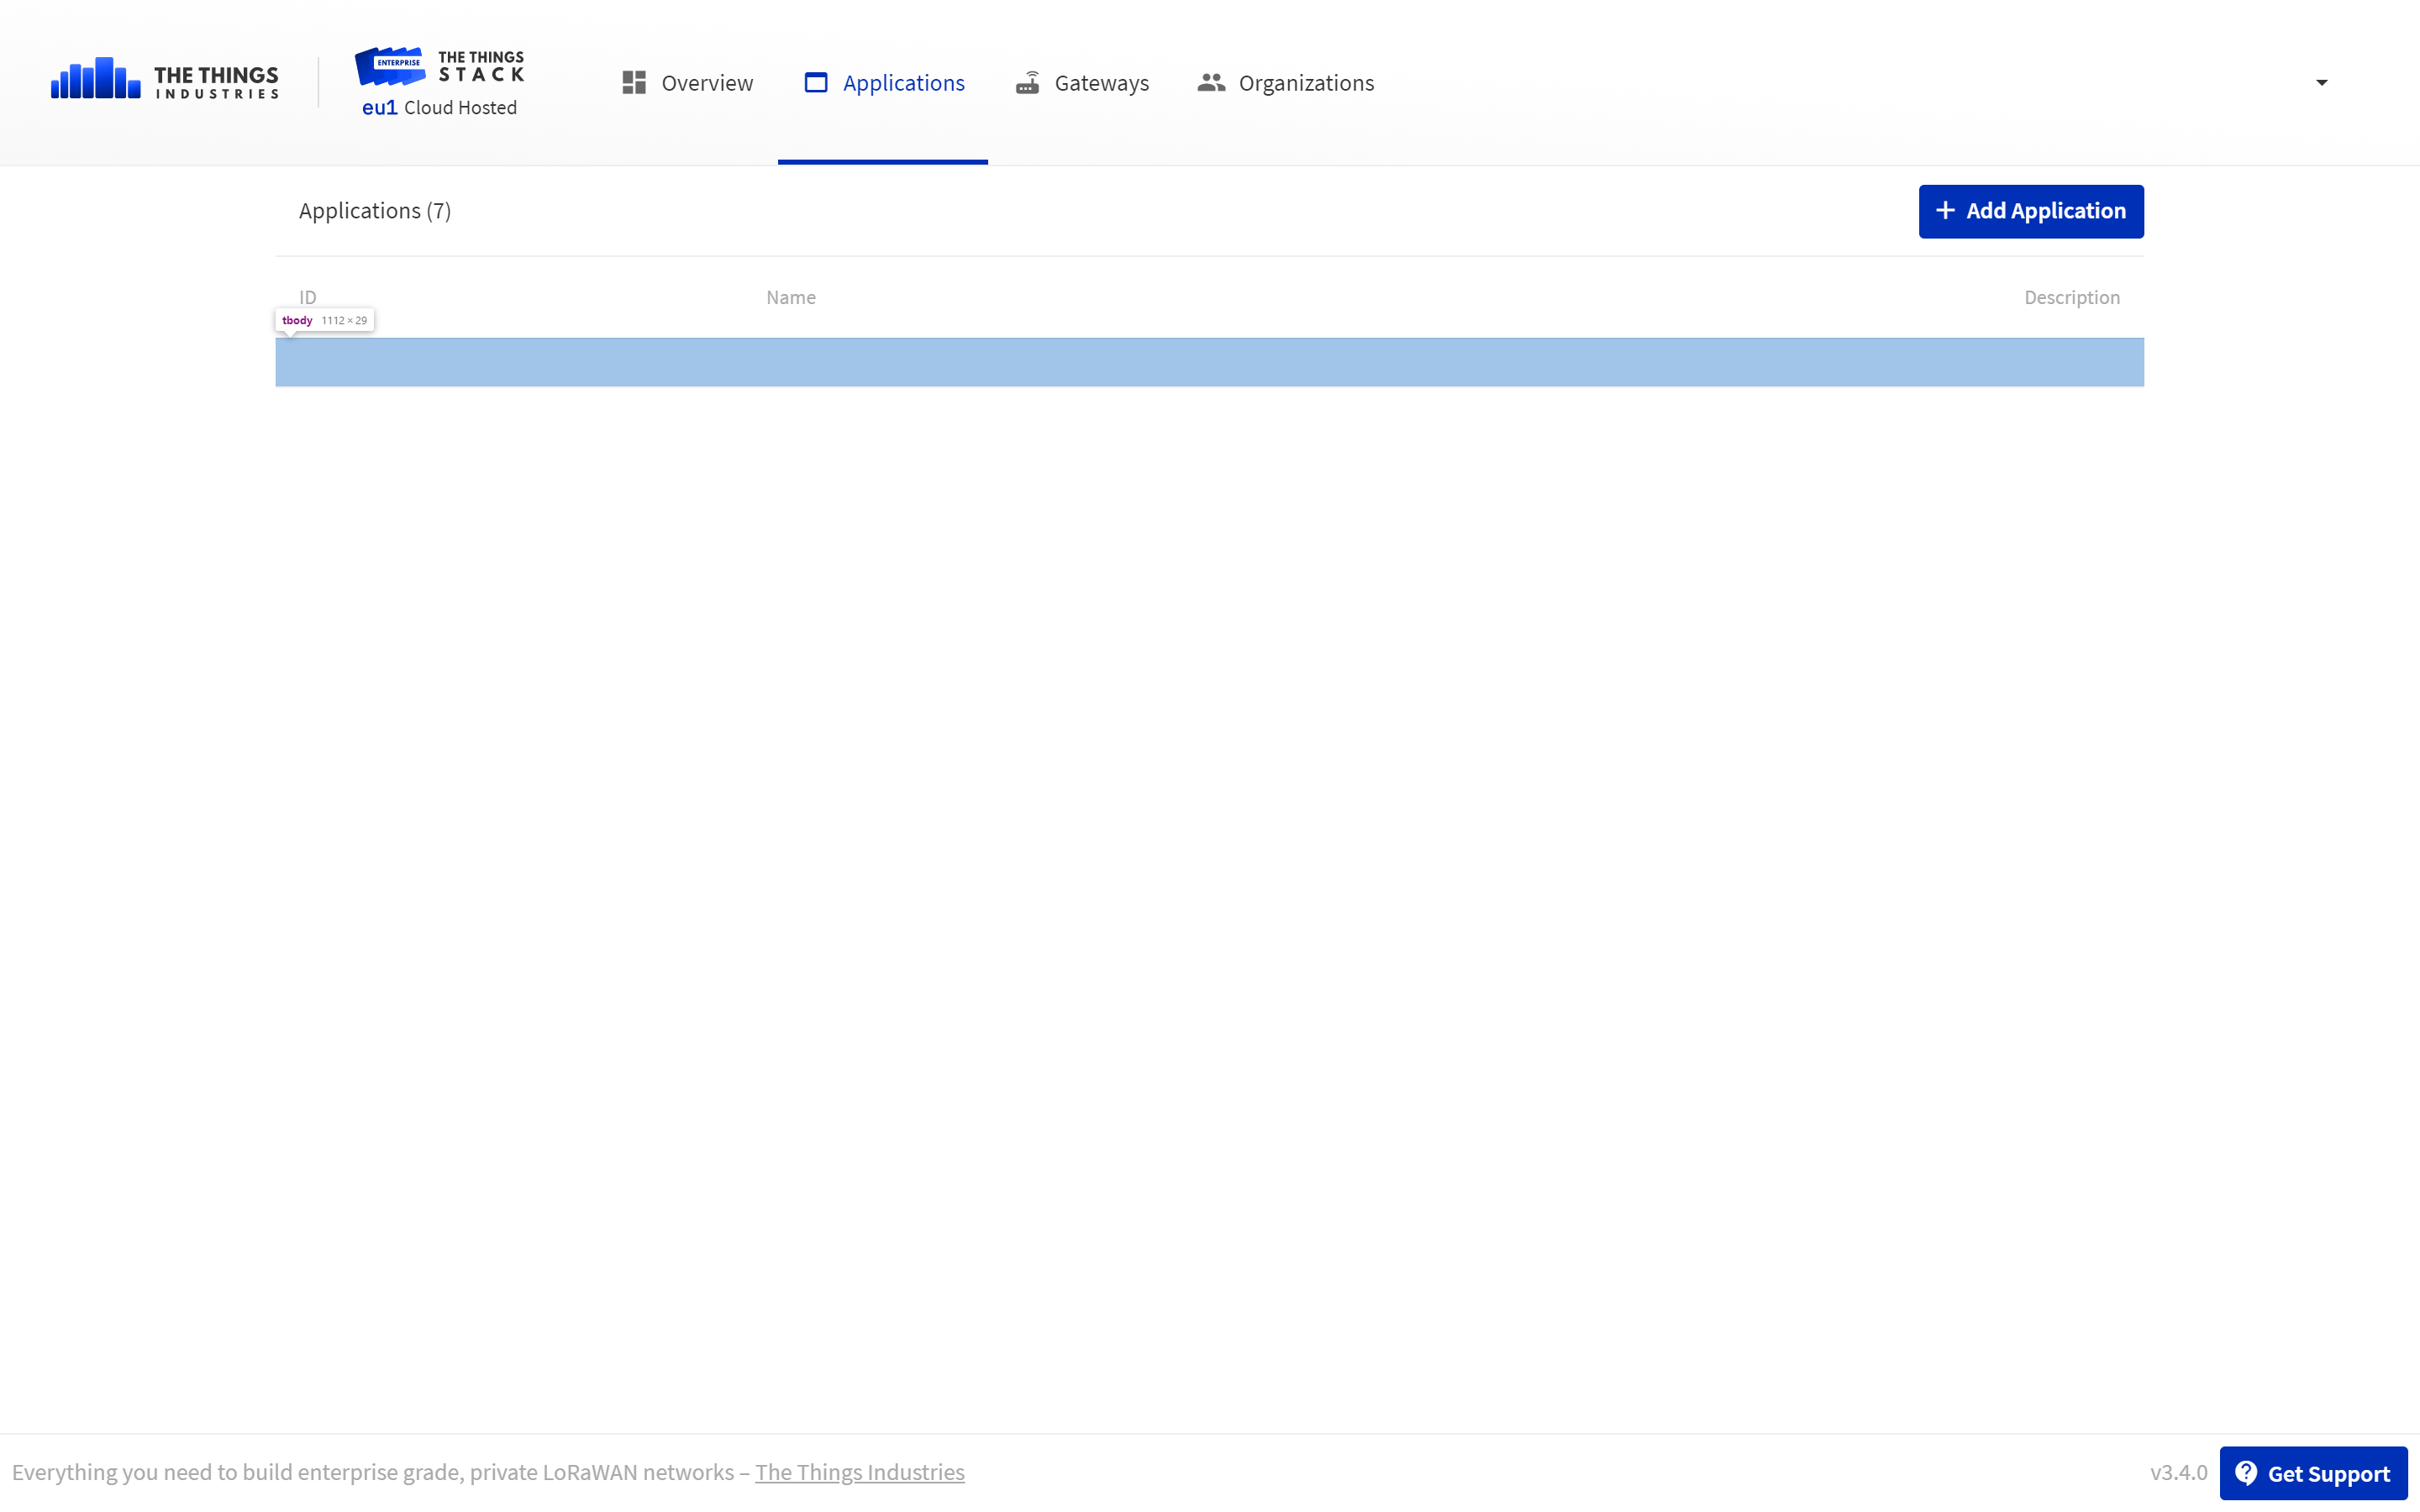 THE THINGS
INDUSTRIES
ENTERPRISE
THE THINGS
STACK
eu1 Cloud Hosted
Overview
Applications
Gateways
Organizations
Applications (7)
+ Add Application
ID
Name
Description
tbody 1112 × 29
Everything you need to build enterprise grade, private LoRaWAN networks – The Things Industries
v3.4.0
Get Support